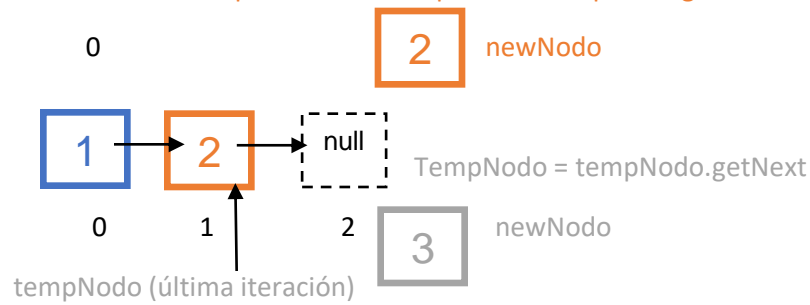 0
2 newNodo
1 2 null
TempNodo = tempNodo.getNext
0 1 2
3 newNodo
tempNodo (última iteración)